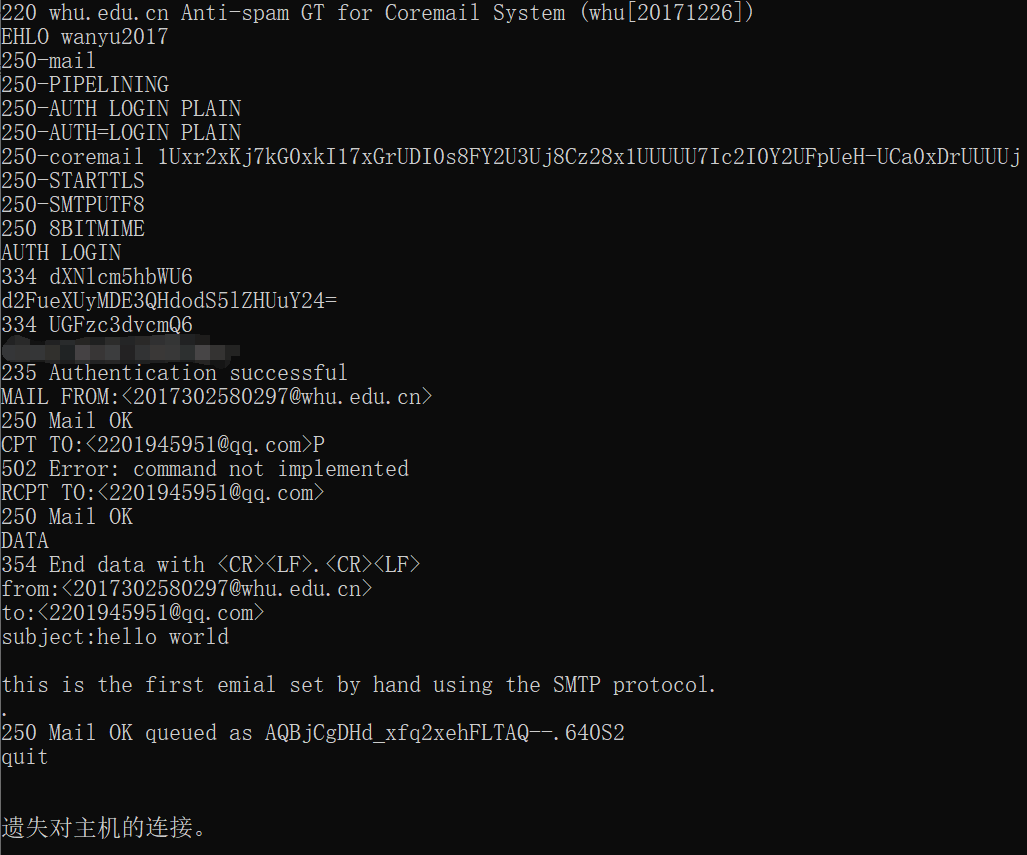 220 whu.edu.cn Anti-spam GT for Coremail System (whu[20171226])
EHLO wanyu2017
250-mail
250-PIPELINING
250-AUTH LOGIN PLAIN
250-AUTH=LOGIN PLAIN
250-coremail 1Uxr2xKj7kG0xkI17xGrUDI0s8FY2U3Uj8Cz28x1UUUUU7Ic2I0Y2UFpUeH-UCa0xDrUUUUj
250-STARTTLS
250-SMTPUTF8
250 8BITMIME
AUTH LOGIN
334 dXNlcm5hbWU6
d2FueXUyMDE3QHdodS5lZHUuY24=
334 UGFzc3dvcmQ6
235 Authentication successful
MAIL FROM:<2017302580297@whu.edu.cn>
250 Mail OK
CPT TO:<2201945951@qq.com>P
502 Error: command not implemented
RCPT TO:<2201945951@qq.com>
250 Mail OK
DATA
354 End data with <CR><LF>.<CR><LF>
from:<2017302580297@whu.edu.cn>
to:<2201945951@qq.com>
subject:hello world
this is the first emial set by hand using the SMTP protocol.
.
250 Mail OK queued as AQBjCgDHd_xfq2xehFLTAQ--.640S2
quit
遗失对主机的连接。